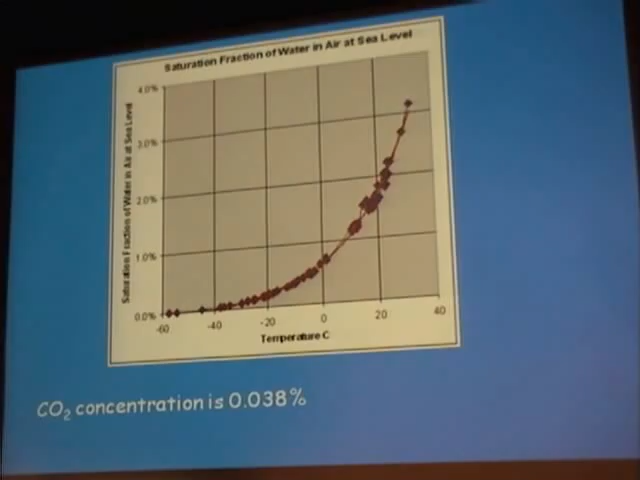 Saturation Fraction of Water in Air at Sea Level
Saturation Fraction of Water in Air at Sea Level
4.0%
3.0%
2.0%
1.0%
0.0%
-60 -40 -20 0 20 40
Temperature C
CO₂ concentration is 0.038%